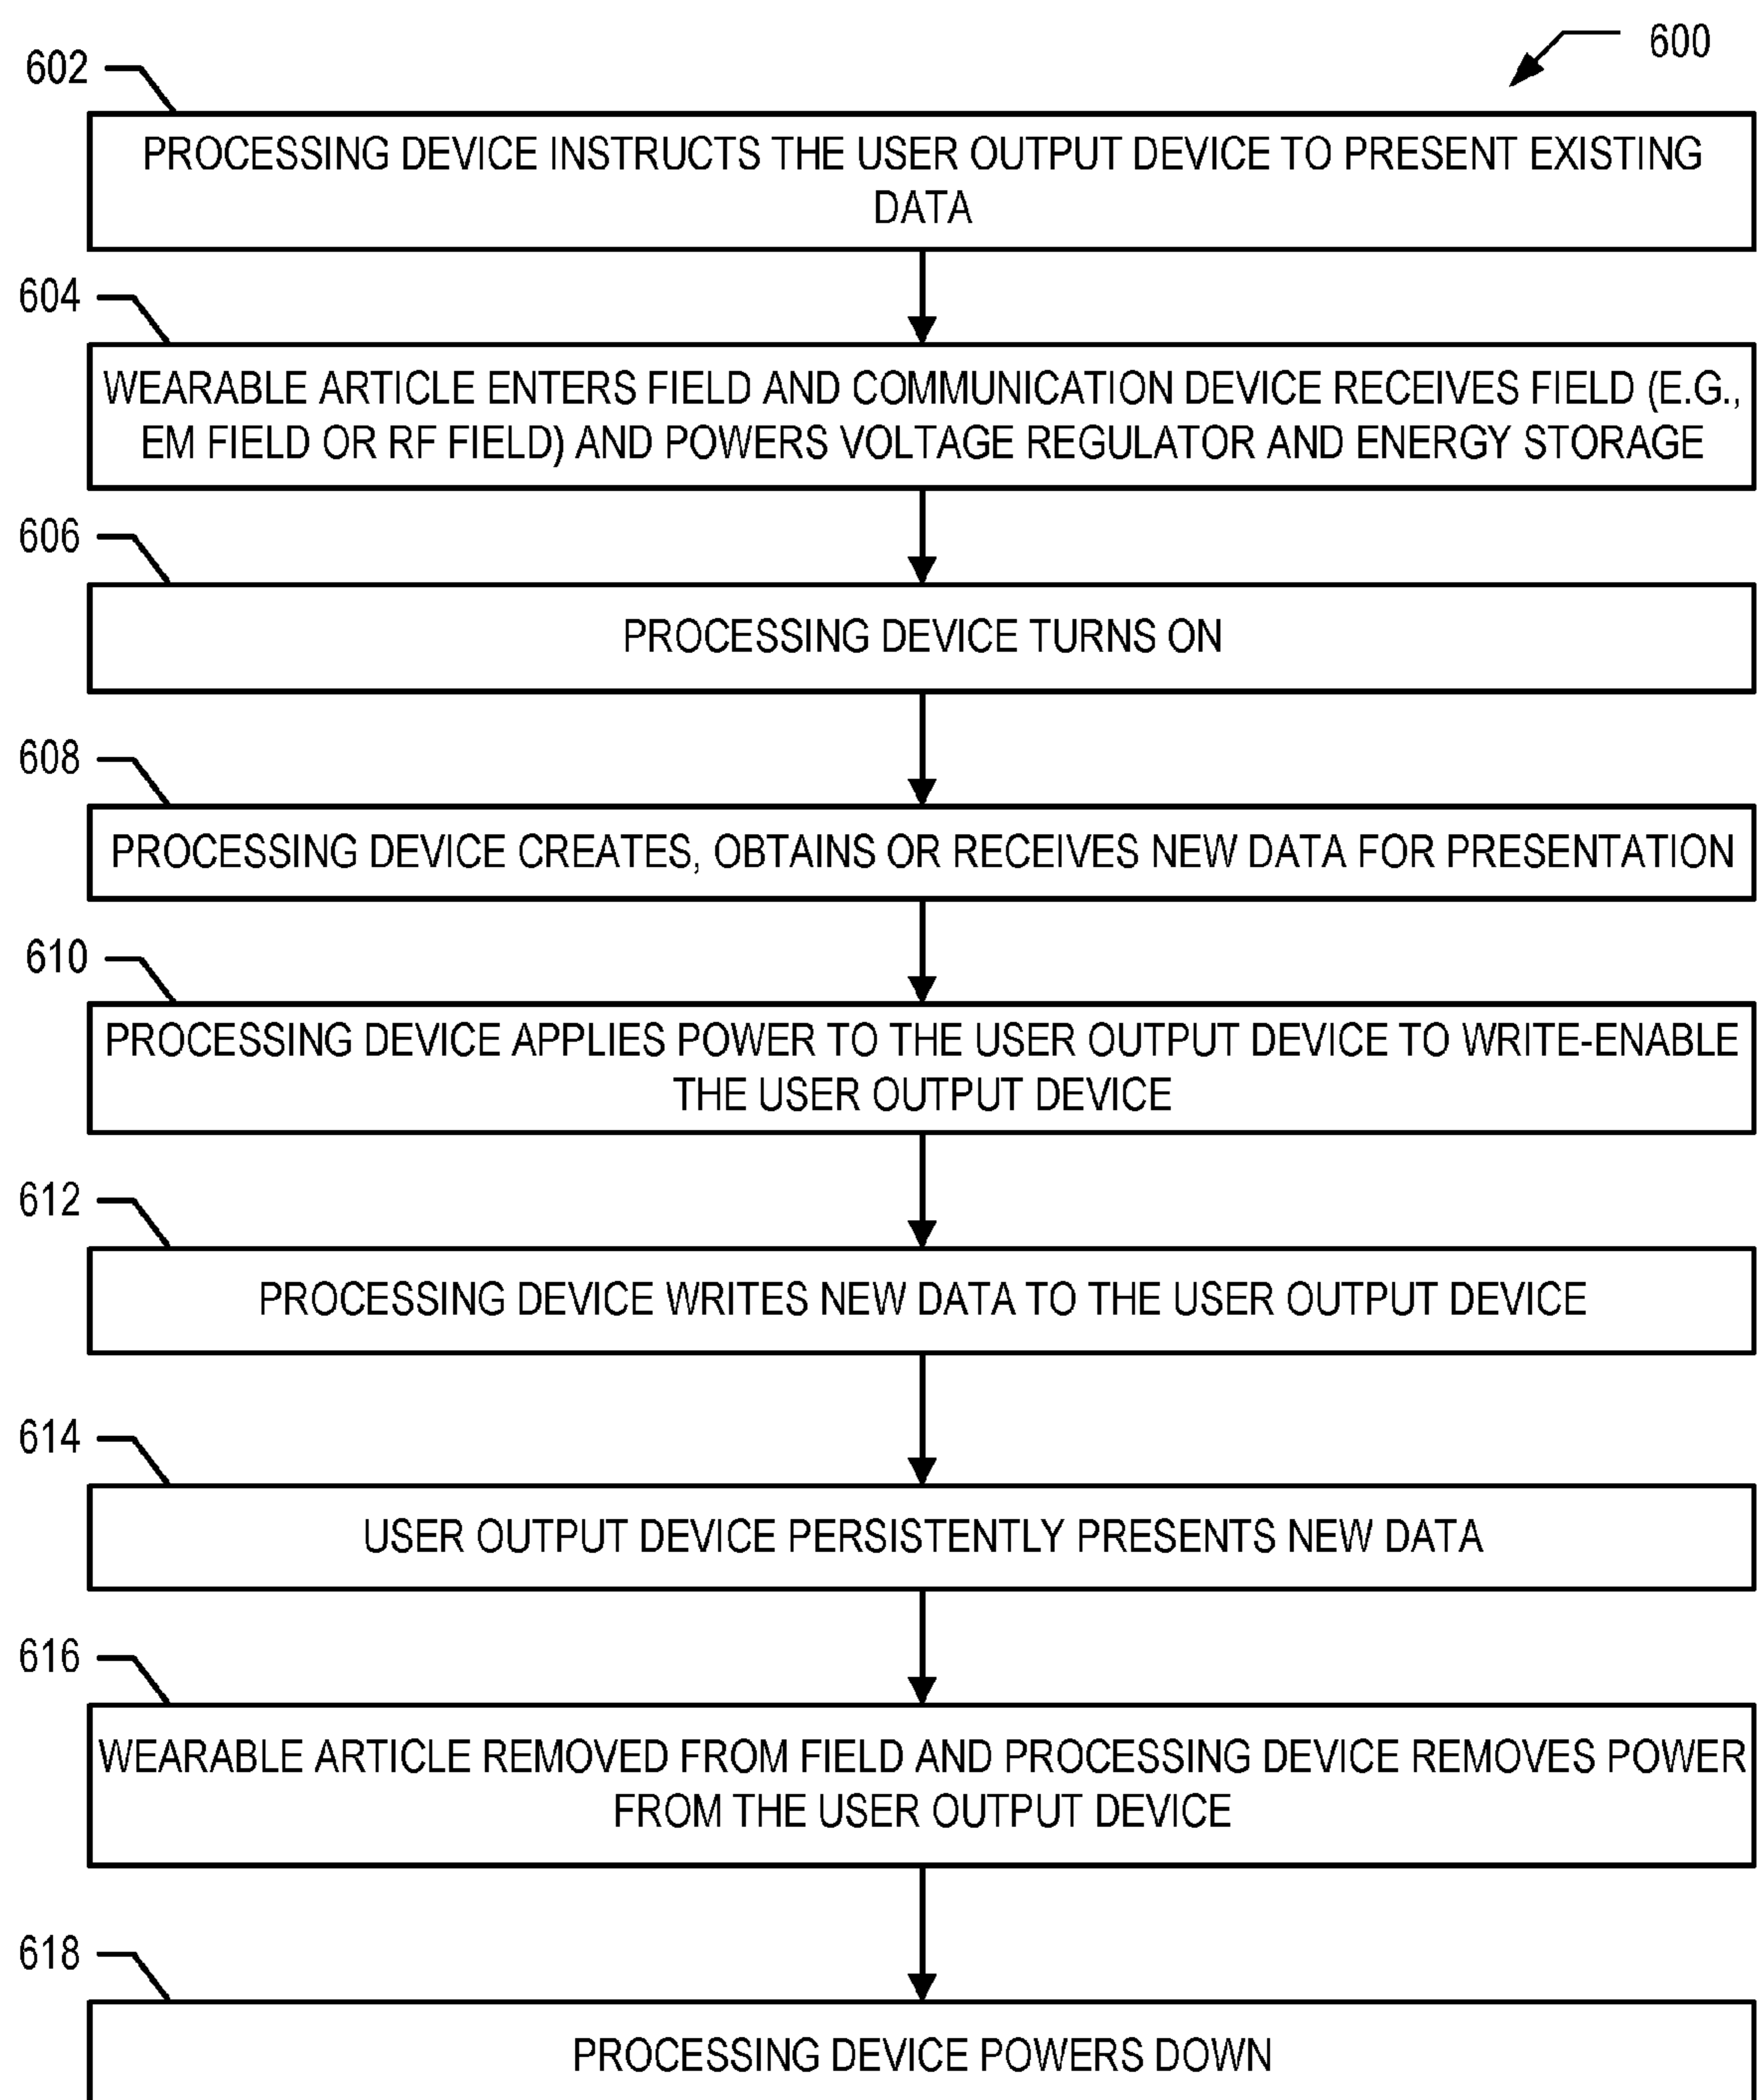 600
602
PROCESSING DEVICE INSTRUCTS THE USER OUTPUT DEVICE TO PRESENT EXISTING
DATA
604
WEARABLE ARTICLE ENTERS FIELD AND COMMUNICATION DEVICE RECEIVES FIELD (E.G.,
EM FIELD OR RF FIELD) AND POWERS VOLTAGE REGULATOR AND ENERGY STORAGE
606
PROCESSING DEVICE TURNS ON
608
PROCESSING DEVICE CREATES, OBTAINS OR RECEIVES NEW DATA FOR PRESENTATION
610
PROCESSING DEVICE APPLIES POWER TO THE USER OUTPUT DEVICE TO WRITE-ENABLE
THE USER OUTPUT DEVICE
612
PROCESSING DEVICE WRITES NEW DATA TO THE USER OUTPUT DEVICE
614
USER OUTPUT DEVICE PERSISTENTLY PRESENTS NEW DATA
616
WEARABLE ARTICLE REMOVED FROM FIELD AND PROCESSING DEVICE REMOVES POWER
FROM THE USER OUTPUT DEVICE
618
PROCESSING DEVICE POWERS DOWN